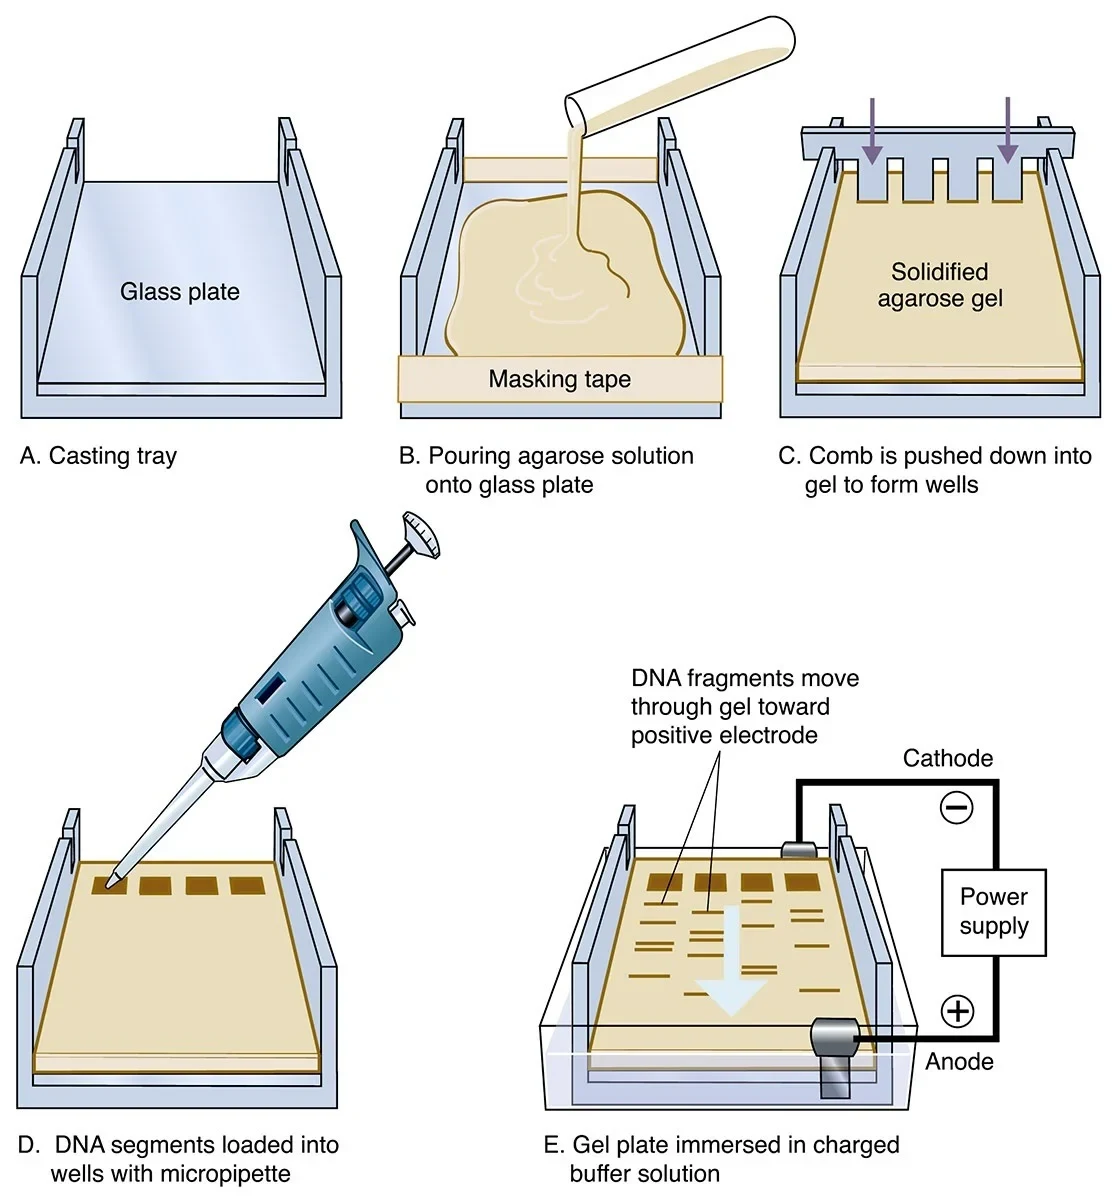 Glass plate
A. Casting tray
Masking tape
B. Pouring agarose solution
onto glass plate
Solidified
agarose gel
C. Comb is pushed down into
gel to form wells
D. DNA segments loaded into
wells with micropipette
DNA fragments move
through gel toward
positive electrode
Cathode
−
Power
supply
+
Anode
E. Gel plate immersed in charged
buffer solution